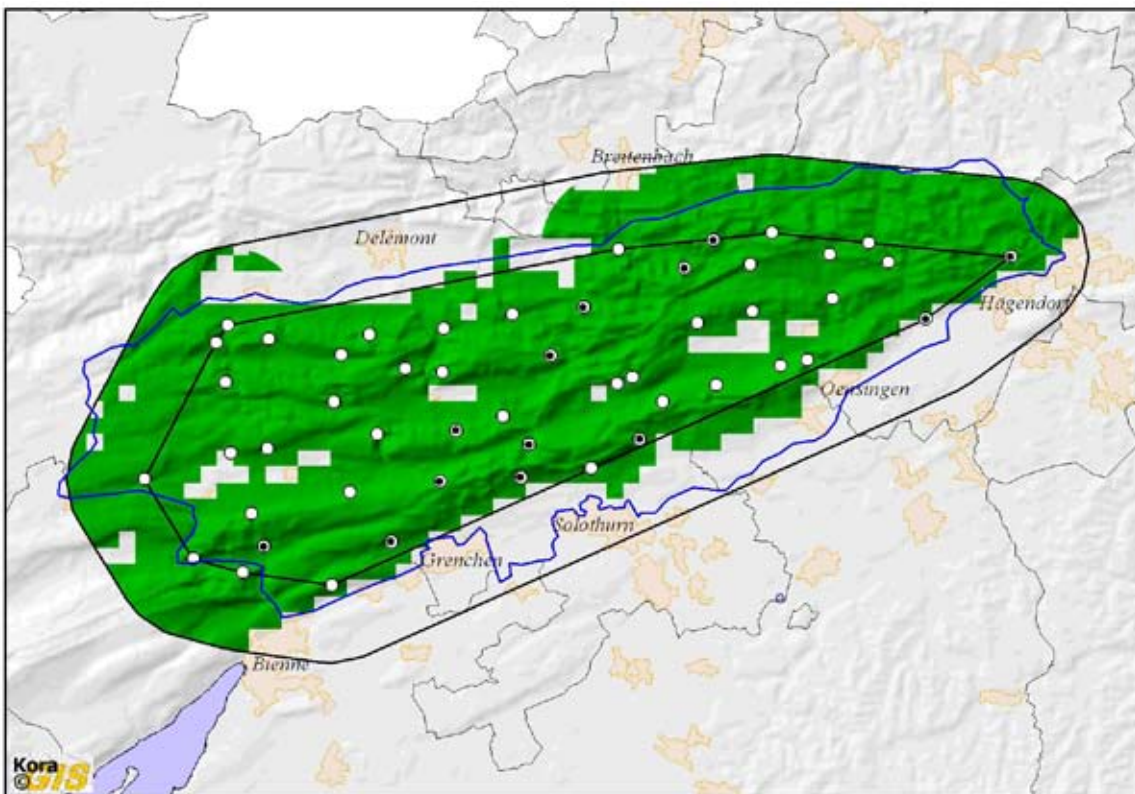 Breitenbach
Delémont
Hägendorf
Oensingen
Solothurn
Grenchen
Bienne
Kora
© GIS